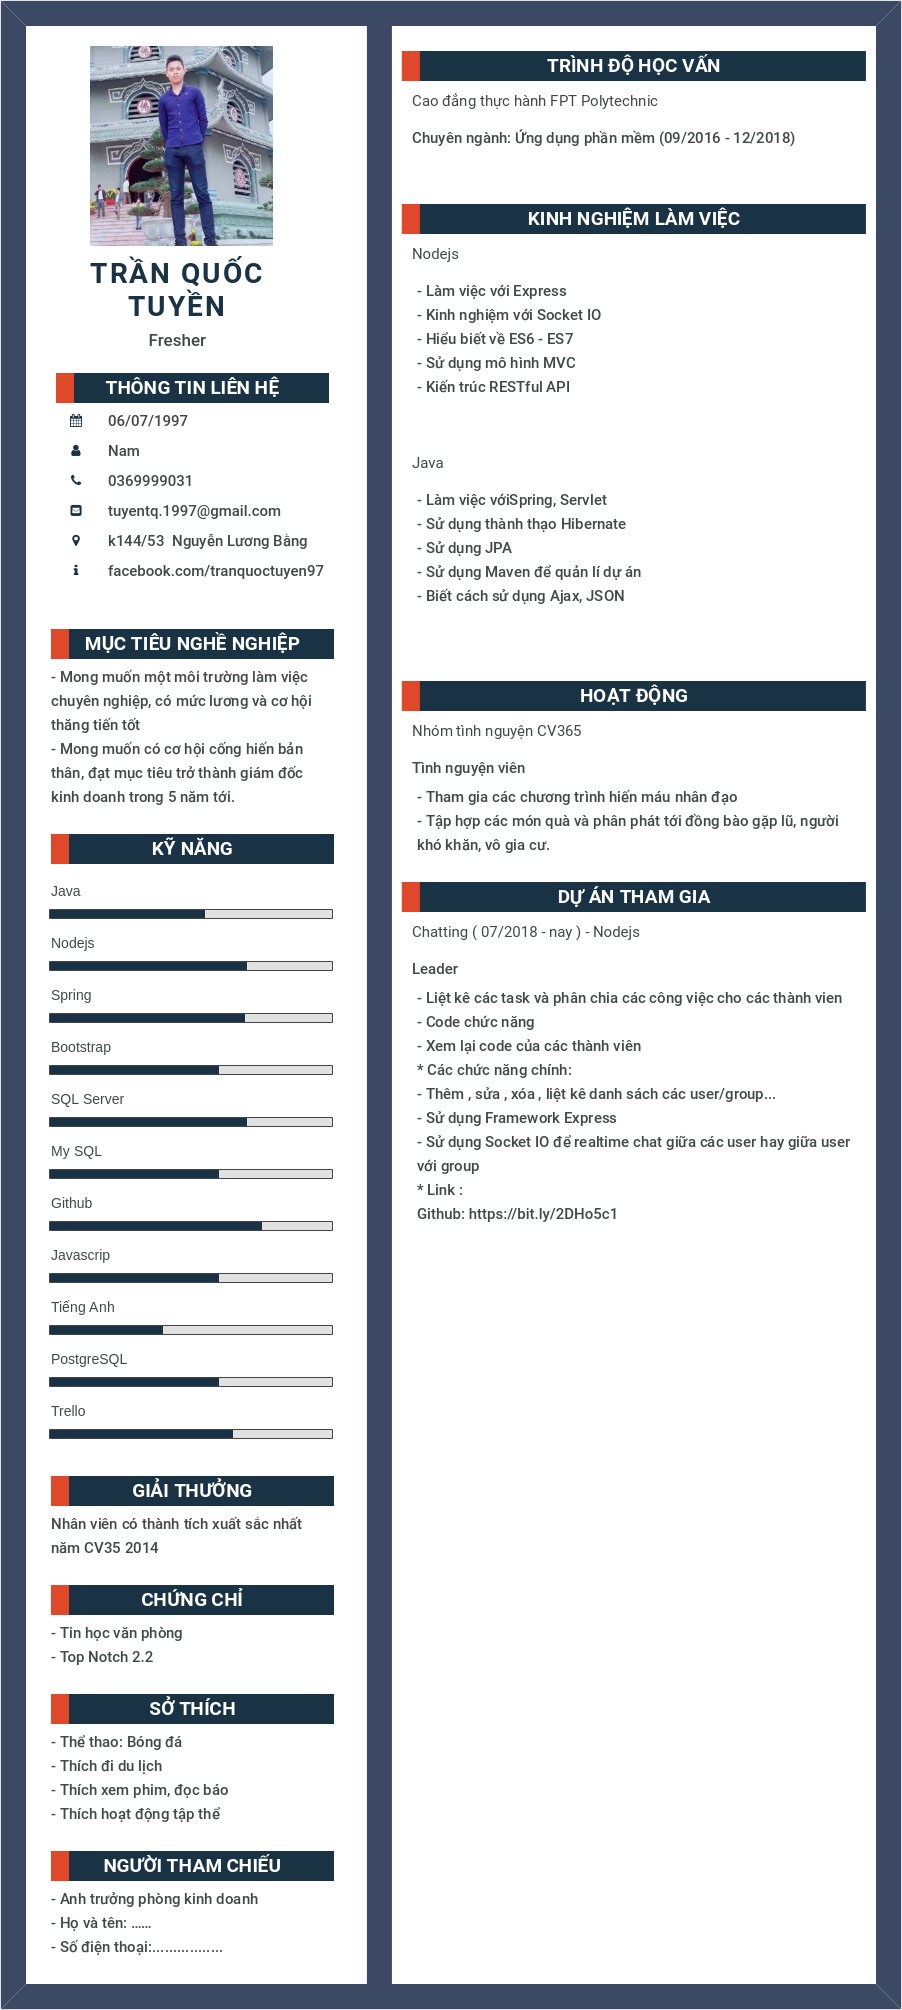 TRẦN QUỐC
TUYỀN
Fresher
THÔNG TIN LIÊN HỆ
06/07/1997
Nam
0369999031
tuyentq.1997@gmail.com
k144/53  Nguyễn Lương Bằng
facebook.com/tranquoctuyen97
MỤC TIÊU NGHỀ NGHIỆP
- Mong muốn một môi trường làm việc
chuyên nghiệp, có mức lương và cơ hội
thăng tiến tốt
- Mong muốn có cơ hội cống hiến bản
thân, đạt mục tiêu trở thành giám đốc
kinh doanh trong 5 năm tới.
KỸ NĂNG
Java
Nodejs
Spring
Bootstrap
SQL Server
My SQL
Github
Javascrip
Tiếng Anh
PostgreSQL
Trello
GIẢI THƯỞNG
Nhân viên có thành tích xuất sắc nhất
năm CV35 2014
CHỨNG CHỈ
- Tin học văn phòng
- Top Notch 2.2
SỞ THÍCH
- Thể thao: Bóng đá
- Thích đi du lịch
- Thích xem phim, đọc báo
- Thích hoạt động tập thể
NGƯỜI THAM CHIẾU
- Anh trưởng phòng kinh doanh
- Họ và tên: ......
- Số điện thoại:.................
TRÌNH ĐỘ HỌC VẤN
Cao đẳng thực hành FPT Polytechnic
Chuyên ngành: Ứng dụng phần mềm (09/2016 - 12/2018)
KINH NGHIỆM LÀM VIỆC
Nodejs
- Làm việc với Express
- Kinh nghiệm với Socket IO
- Hiểu biết về ES6 - ES7
- Sử dụng mô hình MVC
- Kiến trúc RESTful API
Java
- Làm việc vớiSpring, Servlet
- Sử dụng thành thạo Hibernate
- Sử dụng JPA
- Sử dụng Maven để quản lí dự án
- Biết cách sử dụng Ajax, JSON
HOẠT ĐỘNG
Nhóm tình nguyện CV365
Tình nguyện viên
- Tham gia các chương trình hiến máu nhân đạo
- Tập hợp các món quà và phân phát tới đồng bào gặp lũ, người
khó khăn, vô gia cư.
DỰ ÁN THAM GIA
Chatting ( 07/2018 - nay ) - Nodejs
Leader
- Liệt kê các task và phân chia các công việc cho các thành vien
- Code chức năng
- Xem lại code của các thành viên
* Các chức năng chính:
- Thêm , sửa , xóa , liệt kê danh sách các user/group...
- Sử dụng Framework Express
- Sử dụng Socket IO để realtime chat giữa các user hay giữa user
với group
* Link :
Github: https://bit.ly/2DHo5c1